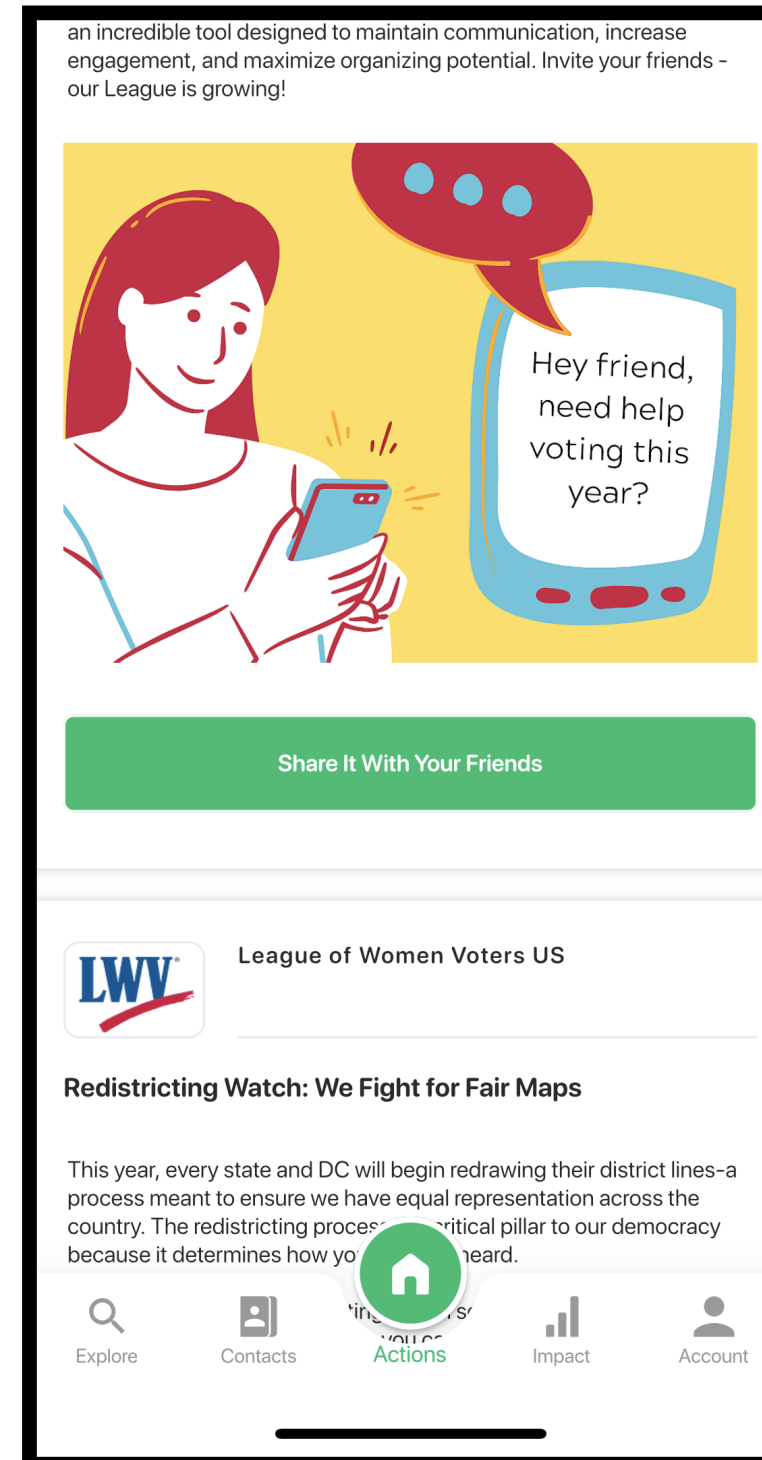 an incredible tool designed to maintain communication, increase
engagement, and maximize organizing potential. Invite your friends -
our League is growing!
Hey friend,
need help
voting this
year?
Share It With Your Friends
LWV
League of Women Voters US
Redistricting Watch: We Fight for Fair Maps
This year, every state and DC will begin redrawing their district lines-a
process meant to ensure we have equal representation across the
country. The redistricting critical pillar to our democracy
because it determines how heard.
Explore
Contacts
Actions
Impact
Account